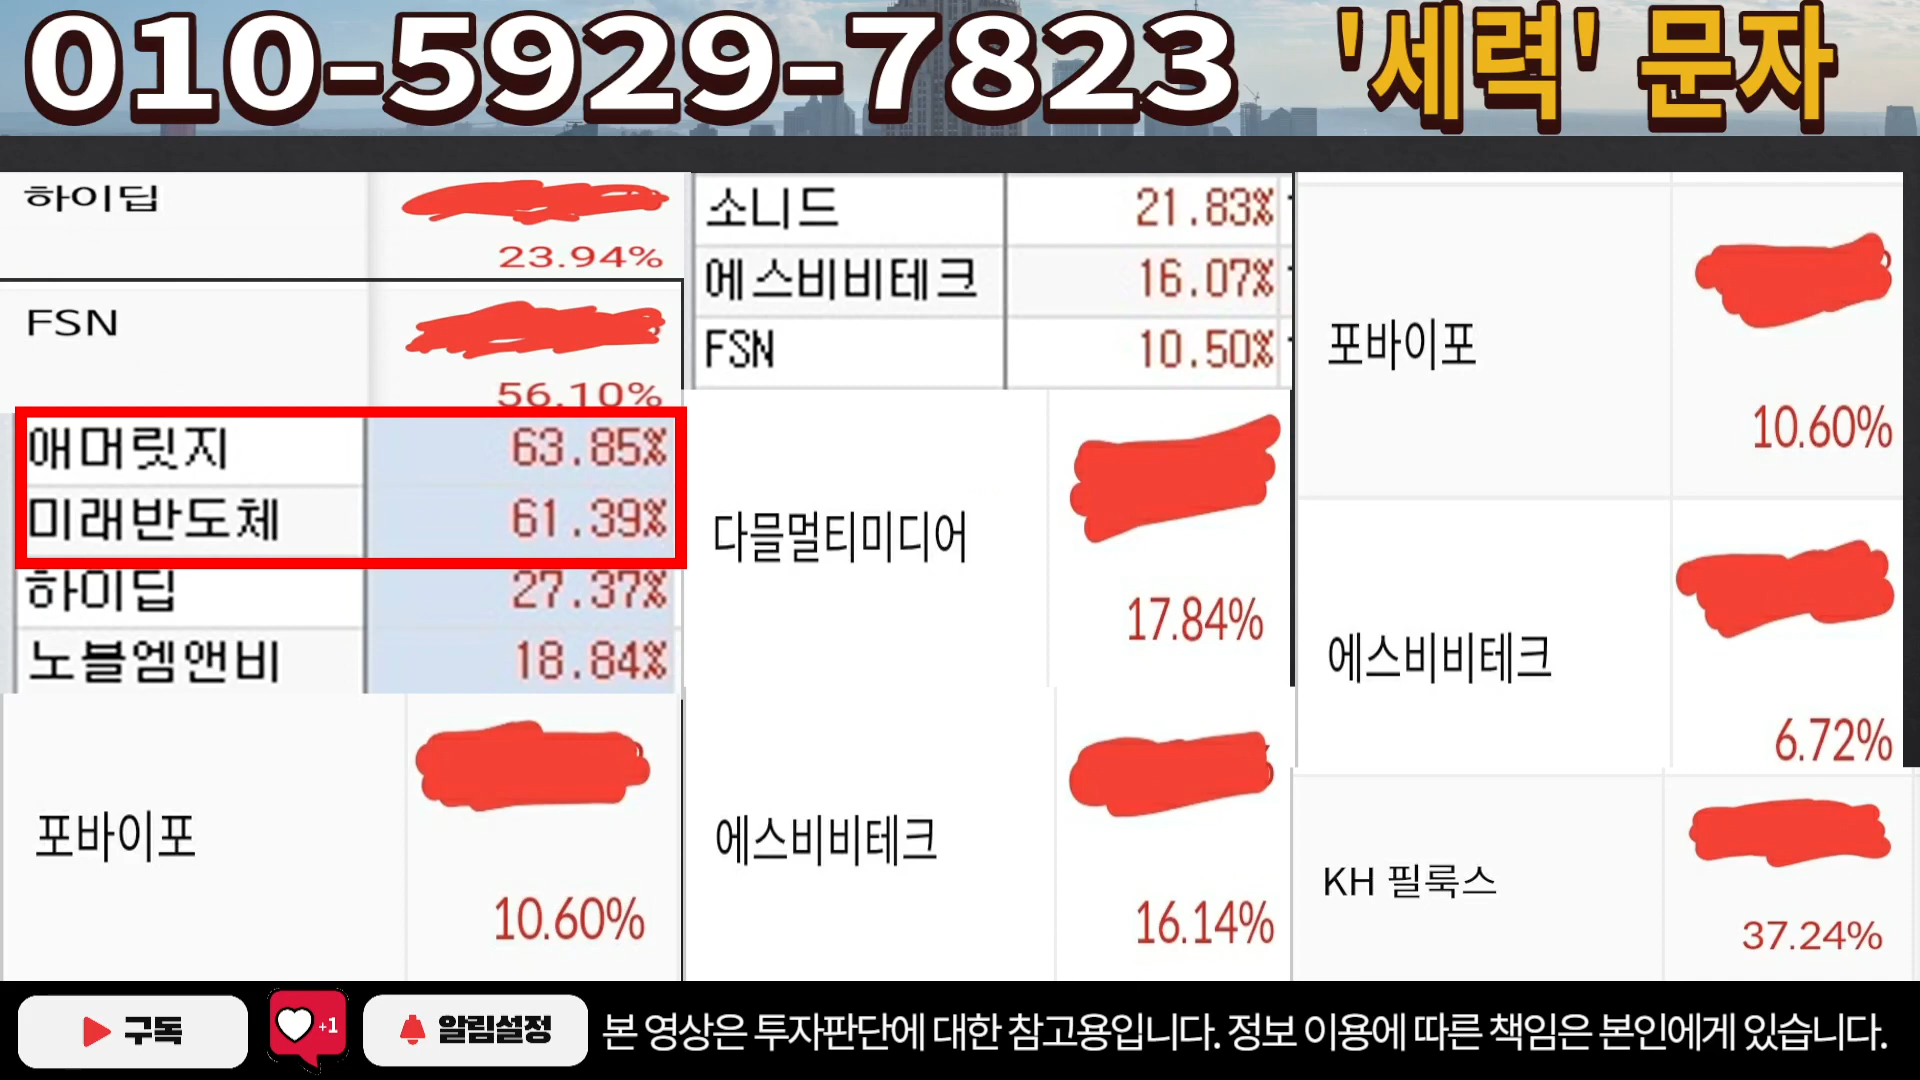 010-5929-7823 '세력' 문자
하이딥
23.94%
FSN
56.10%
애머릿지 63.85%
미래반도체 61.39%
하이딥 27.37%
노블엠앤비 18.84%
포바이포
10.60%
소니드 21.83%
에스비비테크 16.07%
FSN 10.50%
다믈멀티미디어
17.84%
에스비비테크
16.14%
포바이포
10.60%
에스비비테크
6.72%
KH 필룩스
37.24%
구독 +1 알림설정 본 영상은 투자판단에 대한 참고용입니다. 정보 이용에 따른 책임은 본인에게 있습니다.